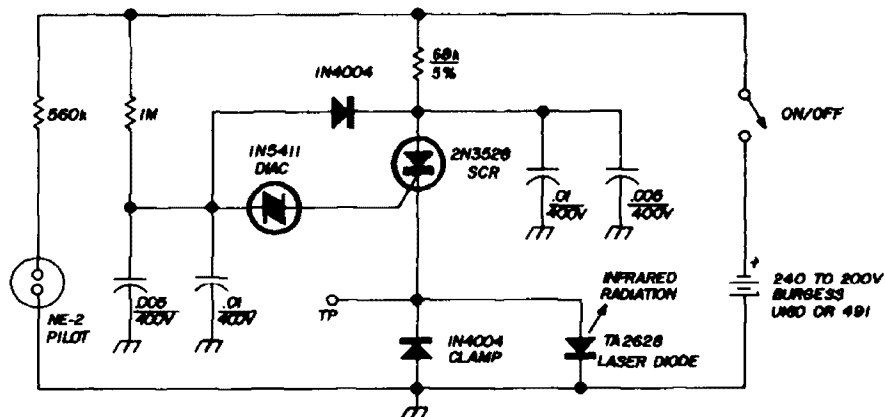 68k
5%
1N4004
560k
1M
ON/OFF
1N5411
DIAC
2N3528
SCR
.01
400V
.005
400V
INFRARED
RADIATION
+
240 TO 200V
BURGESS
U160 OR 491
NE-2
PILOT
.005
400V
.01
400V
TP
1N4004
CLAMP
TA2628
LASER DIODE